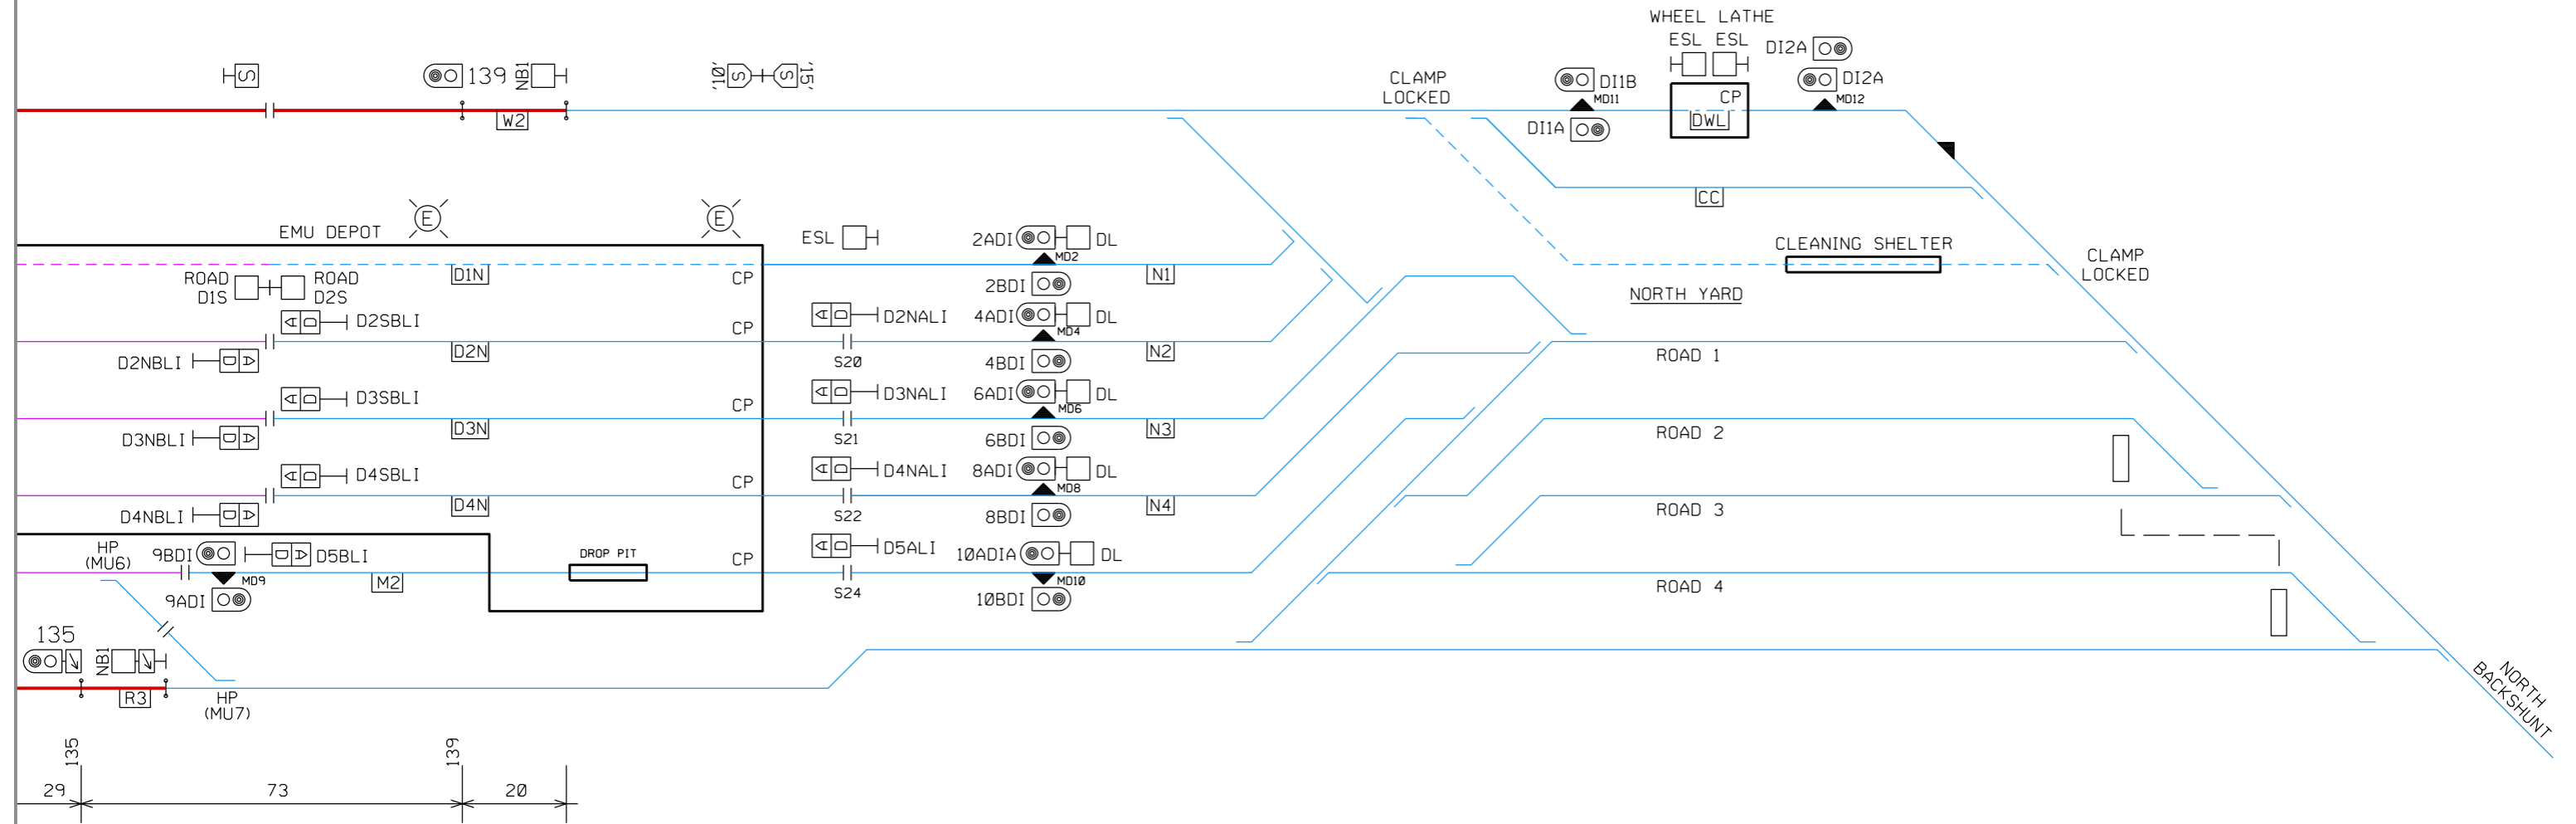 WHEEL LATHE
ESL ESL
DI2A
S
139
NB1
'10'
S
S
'15'
CLAMP
LOCKED
DI1B
MD11
CP
DI2A
MD12
W2
DI1A
DWL
CC
E
E
EMU DEPOT
ESL
2ADI
DL
MD2
CLEANING SHELTER
CLAMP
LOCKED
ROAD
D1S
ROAD
D2S
D1N
CP
2BDI
N1
NORTH YARD
A D
D2SBLI
CP
A D
D2NALI
4ADI
DL
MD4
D2NBLI
D A
D2N
S20
4BDI
N2
ROAD 1
A D
D3SBLI
CP
A D
D3NALI
6ADI
DL
MD6
D3NBLI
D A
D3N
S21
6BDI
N3
ROAD 2
A D
D4SBLI
CP
A D
D4NALI
8ADI
DL
MD8
D4NBLI
D A
D4N
S22
8BDI
N4
ROAD 3
HP
(MU6)
9BDI
D A
D5BLI
DROP PIT
CP
A D
D5ALI
10ADIA
DL
MD9
M2
MD10
9ADI
S24
10BDI
ROAD 4
135
NB1
R3
HP
(MU7)
NORTH
BACKSHUNT
135
139
29
73
20